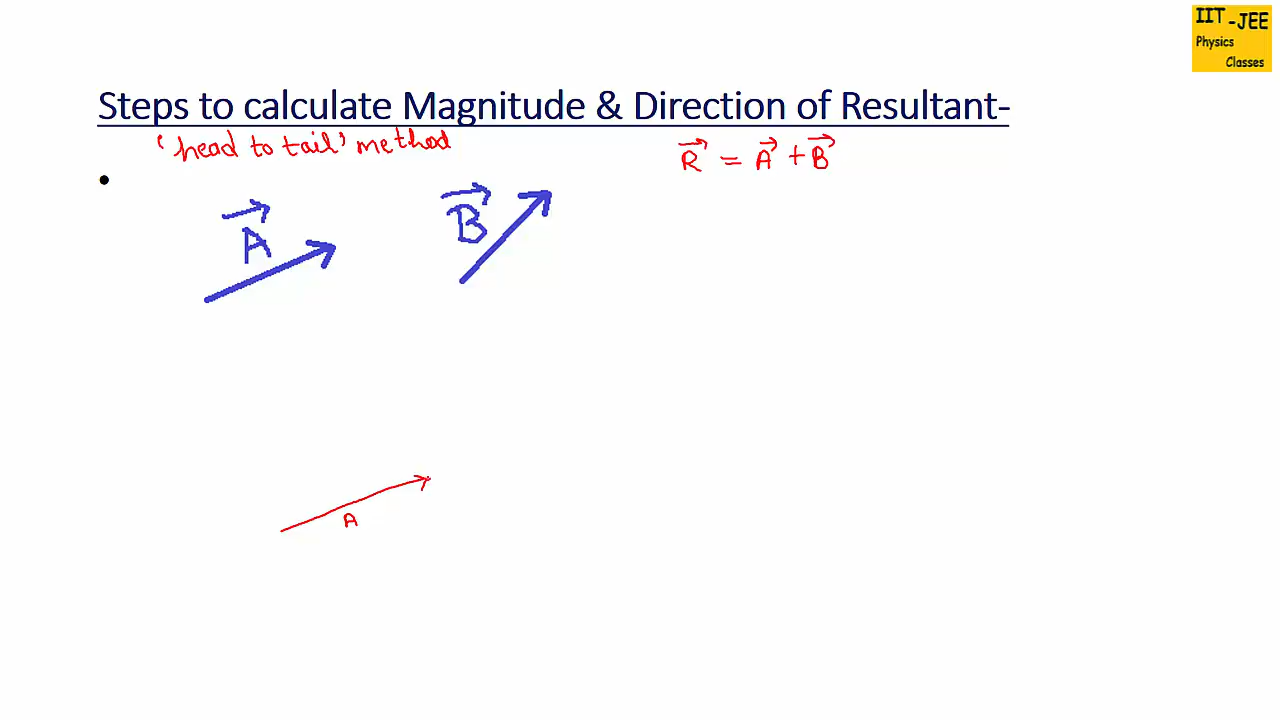 IIT-JEE
Physics
Classes
Steps to calculate Magnitude & Direction of Resultant-
'head to tail' method
R⃗ = A⃗ + B⃗
A⃗
B⃗
A